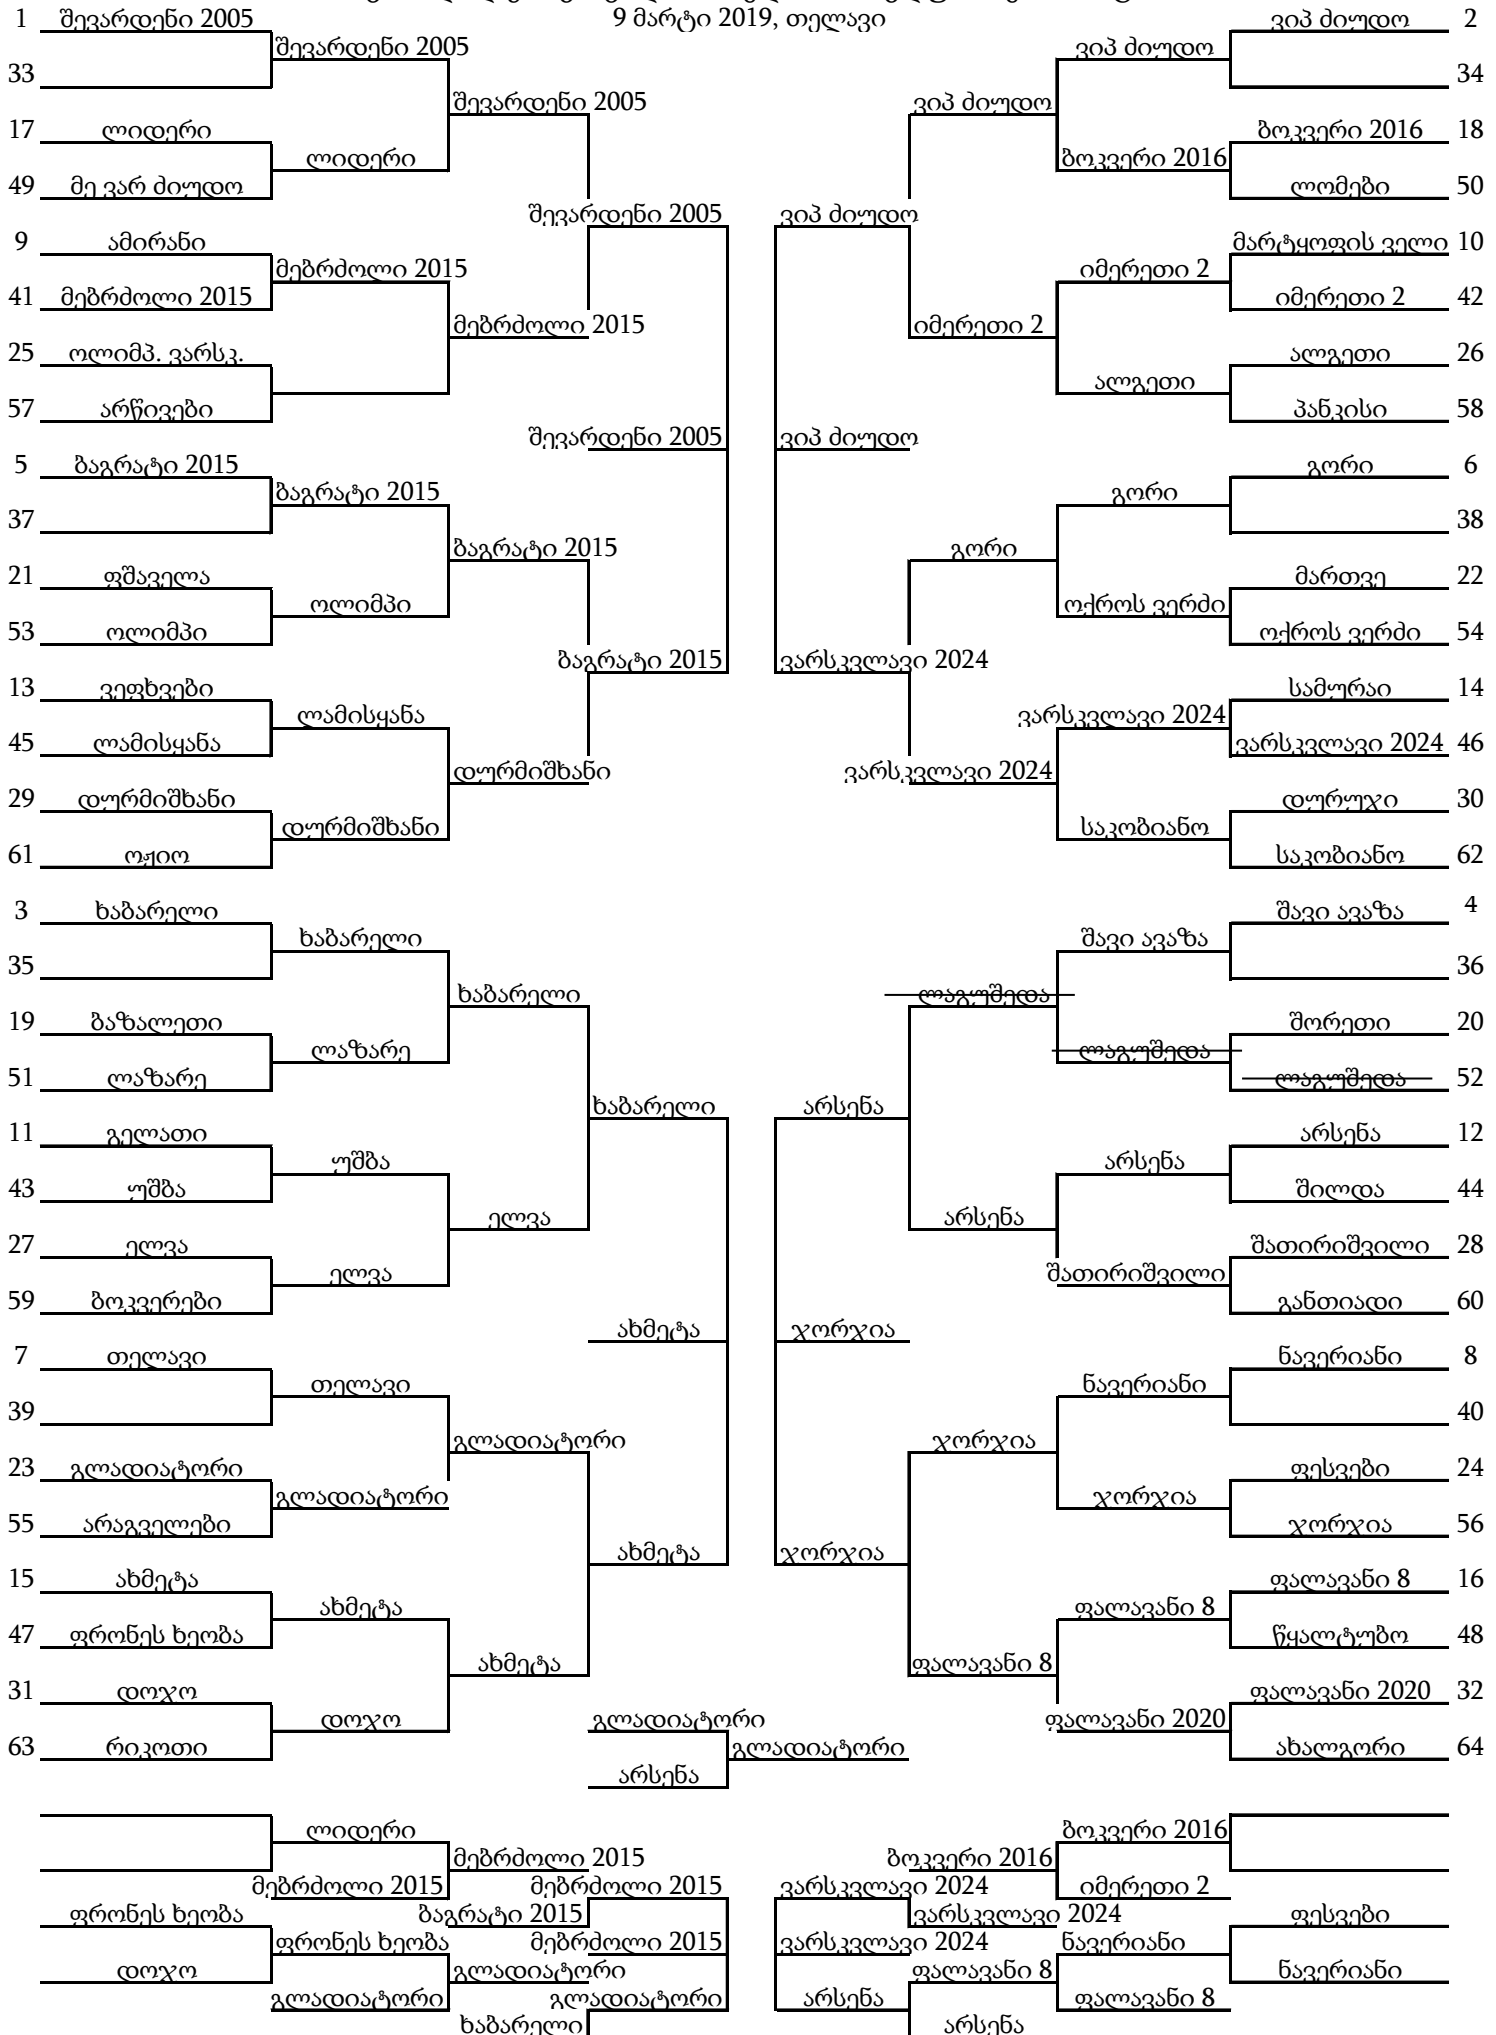 9 მარტი 2019, თელავი
1 შევარდენი 2005 ვიპ ძიუდო 2
შევარდენი 2005 ვიპ ძიუდო
33 34
შევარდენი 2005 ვიპ ძიუდო
17 ლიდერი ბოკვერი 2016 18
ლიდერი ბოკვერი 2016
49 მე ვარ ძიუდო ლომები 50
შევარდენი 2005 ვიპ ძიუდო
9 ამირანი მარტყოფის ველი 10
მებრძოლი 2015 იმერეთი 2
41 მებრძოლი 2015 იმერეთი 2 42
მებრძოლი 2015 იმერეთი 2
25 ოლიმპ. ვარსკ. ალგეთი 26
ალგეთი
57 არწივები პანკისი 58
შევარდენი 2005 ვიპ ძიუდო
5 ბაგრატი 2015 გორი 6
ბაგრატი 2015 გორი
37 38
ბაგრატი 2015 გორი
21 ფშაველა მართვე 22
ოლიმპი ოქროს ვერძი
53 ოლიმპი ოქროს ვერძი 54
ბაგრატი 2015 ვარსკვლავი 2024
13 ვეფხვები სამურაი 14
ლამისყანა ვარსკვლავი 2024
45 ლამისყანა ვარსკვლავი 2024 46
დურმიშხანი ვარსკვლავი 2024
29 დურმიშხანი დურუჯი 30
დურმიშხანი საკობიანო
61 ოჟიო საკობიანო 62
3 ხაბარელი შავი ავაზა 4
ხაბარელი შავი ავაზა
35 36
ხაბარელი ლაგუშედა
19 ბაზალეთი შორეთი 20
ლაზარე ლაგუშედა
51 ლაზარე ლაგუშედა 52
ხაბარელი არსენა
11 გელათი არსენა 12
უშბა არსენა
43 უშბა შილდა 44
ელვა არსენა
27 ელვა შათირიშვილი 28
ელვა შათირიშვილი
59 ბოკვერები განთიადი 60
ახმეტა ჯორჯია
7 თელავი ნავერიანი 8
თელავი ნავერიანი
39 40
გლადიატორი ჯორჯია
23 გლადიატორი ფესვები 24
გლადიატორი ჯორჯია
55 არაგველები ჯორჯია 56
ახმეტა ჯორჯია
15 ახმეტა ფალავანი 8 16
ახმეტა ფალავანი 8
47 ფრონეს ხეობა წყალტუბო 48
ახმეტა ფალავანი 8
31 დოჯო ფალავანი 2020 32
დოჯო გლადიატორი ფალავანი 2020
63 რიკოთი გლადიატორი ახალგორი 64
არსენა
ლიდერი ბოკვერი 2016
მებრძოლი 2015 ბოკვერი 2016
მებრძოლი 2015 მებრძოლი 2015 ვარსკვლავი 2024 იმერეთი 2
ფრონეს ხეობა ბაგრატი 2015 ვარსკვლავი 2024 ფესვები
ფრონეს ხეობა მებრძოლი 2015 ვარსკვლავი 2024 ნავერიანი
დოჯო გლადიატორი ფალავანი 8 ნავერიანი
გლადიატორი გლადიატორი არსენა ფალავანი 8
ხაბარელი არსენა